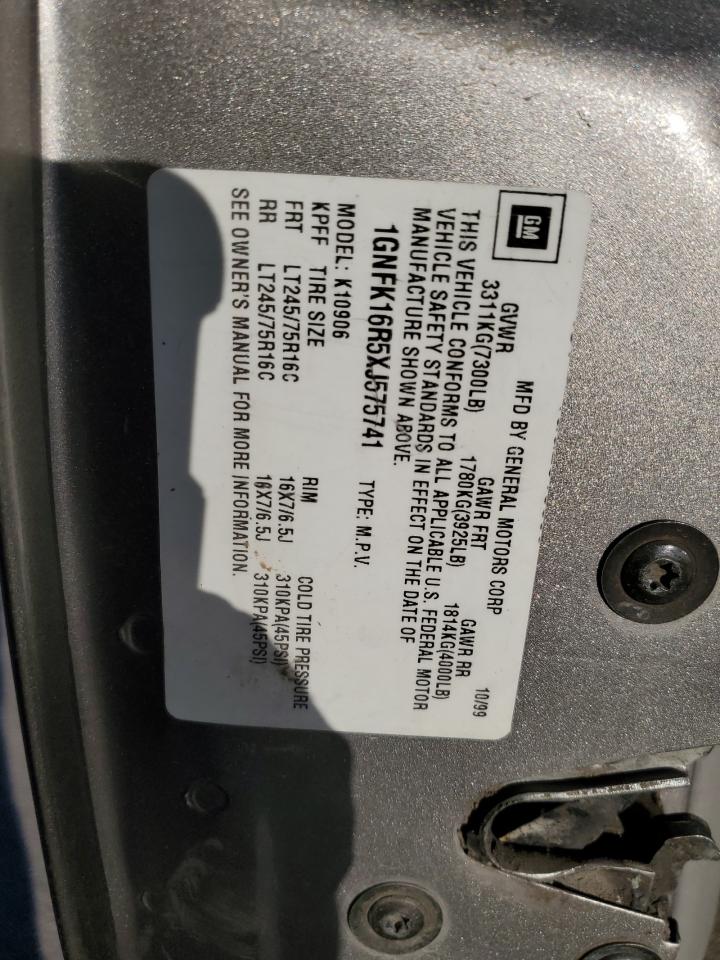 GM
MFD BY GENERAL MOTORS CORP 10/99
GVWR GAWR FRT GAWR RR
3311KG(7300LB) 1780KG(3925LB) 1814KG(4000LB)
THIS VEHICLE CONFORMS TO ALL APPLICABLE U.S. FEDERAL MOTOR
VEHICLE SAFETY STANDARDS IN EFFECT ON THE DATE OF
MANUFACTURE SHOWN ABOVE.
1GNFK16R5XJ575741 TYPE: M.P.V.
MODEL: K10906
KPFF TIRE SIZE RIM COLD TIRE PRESSURE
FRT LT245/75R16C 16X7/6.5J 310KPA(45PSI)
RR LT245/75R16C 16X7/6.5J 310KPA(45PSI)
SEE OWNER'S MANUAL FOR MORE INFORMATION.